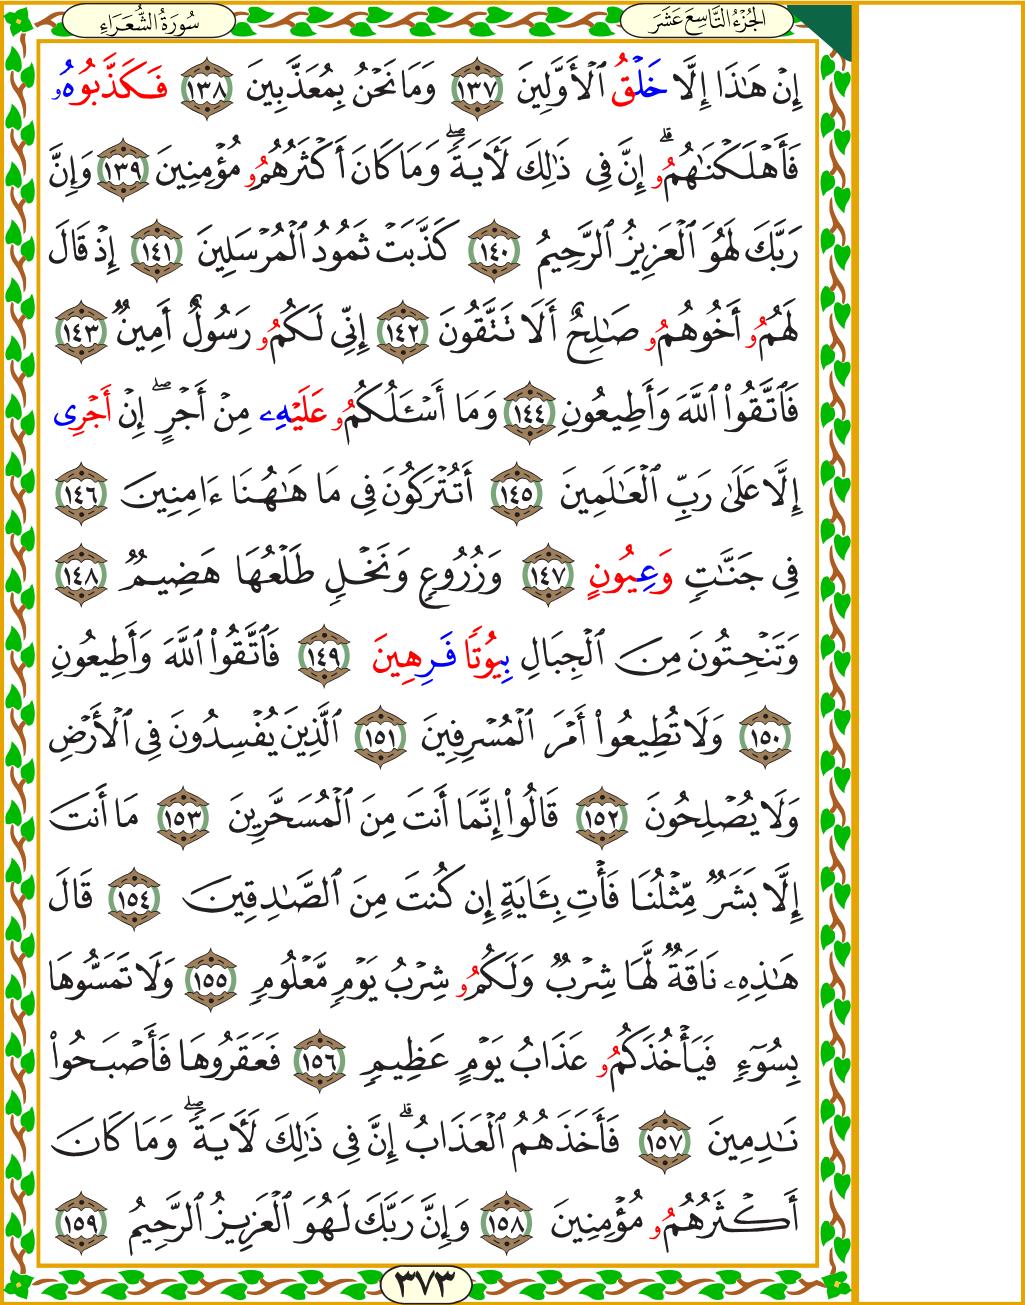 الجُزْءُ التَّاسِعَ عَشَرَ
سُورَةُ الشُّعَرَاءِ
إِنْ هَٰذَا إِلَّا خَلْقُ ٱلْأَوَّلِينَ ١٣٧ وَمَا نَحْنُ بِمُعَذَّبِينَ ١٣٨ فَكَذَّبُوهُۥ
فَأَهْلَكْنَٰهُمُۥٓ ۗ إِنَّ فِى ذَٰلِكَ لَأٓيَةً ۖ وَمَا كَانَ أَكْثَرُهُمُۥ مُؤْمِنِينَ ١٣٩ وَإِنَّ
رَبَّكَ لَهُوَ ٱلْعَزِيزُ ٱلرَّحِيمُ ١٤٠ كَذَّبَتْ ثَمُودُ ٱلْمُرْسَلِينَ ١٤١ إِذْ قَالَ
لَهُمُۥ أَخُوهُمُۥ صَٰلِحٌ أَلَا تَتَّقُونَ ١٤٢ إِنِّى لَكُمُۥ رَسُولٌ أَمِينٌ ١٤٣
فَٱتَّقُوا۟ ٱللَّهَ وَأَطِيعُونِ ١٤٤ وَمَا أَسْـَٔلُكُمُۥ عَلَيْهِۦ مِنْ أَجْرٍ ۖ إِنْ أَجْرِى
إِلَّا عَلَىٰ رَبِّ ٱلْعَٰلَمِينَ ١٤٥ أَتُتْرَكُونَ فِى مَا هَٰهُنَا ءَامِنِينَ ١٤٦
فِى جَنَّٰتٍ وَعِيُونٍ ١٤٧ وَزُرُوعٍ وَنَخْلٍ طَلْعُهَا هَضِيمٌ ١٤٨
وَتَنْحِتُونَ مِنَ ٱلْجِبَالِ بِيُوتًا فَرِهِينَ ١٤٩ فَٱتَّقُوا۟ ٱللَّهَ وَأَطِيعُونِ
١٥٠ وَلَا تُطِيعُوا۟ أَمْرَ ٱلْمُسْرِفِينَ ١٥١ ٱلَّذِينَ يُفْسِدُونَ فِى ٱلْأَرْضِ
وَلَا يُصْلِحُونَ ١٥٢ قَالُوا۟ إِنَّمَا أَنتَ مِنَ ٱلْمُسَحَّرِينَ ١٥٣ مَا أَنتَ
إِلَّا بَشَرٌ مِّثْلُنَا فَأْتِ بِـَٔايَةٍ إِن كُنتَ مِنَ ٱلصَّٰدِقِينَ ١٥٤ قَالَ
هَٰذِهِۦ نَاقَةٌ لَّهَا شِرْبٌ وَلَكُمُۥ شِرْبُ يَوْمٍ مَّعْلُومٍ ١٥٥ وَلَا تَمَسُّوهَا
بِسُوٓءٍ فَيَأْخُذَكُمُۥ عَذَابُ يَوْمٍ عَظِيمٍ ١٥٦ فَعَقَرُوهَا فَأَصْبَحُوا۟
نَٰدِمِينَ ١٥٧ فَأَخَذَهُمُ ٱلْعَذَابُ ۗ إِنَّ فِى ذَٰلِكَ لَأٓيَةً ۖ وَمَا كَانَ
أَكْثَرُهُمُۥ مُؤْمِنِينَ ١٥٨ وَإِنَّ رَبَّكَ لَهُوَ ٱلْعَزِيزُ ٱلرَّحِيمُ ١٥٩
٣٧٣